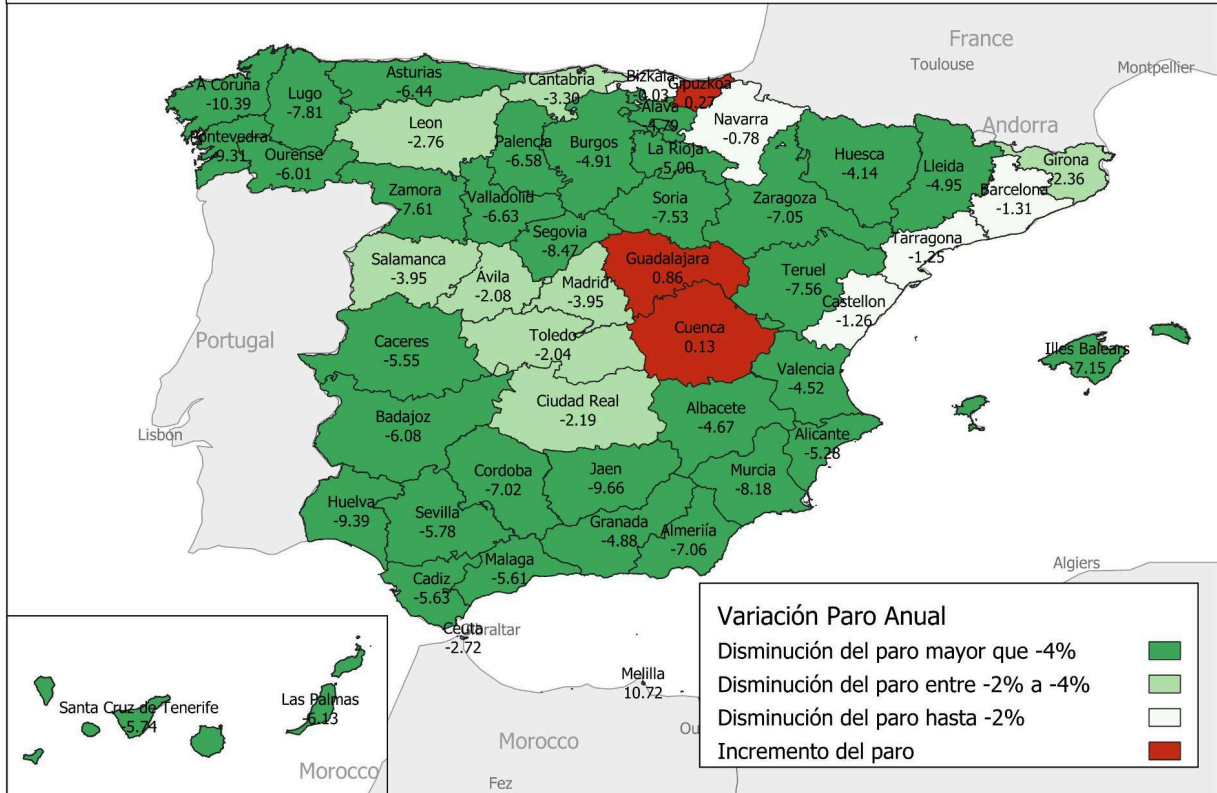 France
Toulouse
Montpellier
Andorra
A Coruña
-10.39
Lugo
-7.81
Asturias
-6.44
Cantabria
-3.30
Bizkaia
-0.03
Gipuzkoa
0.27
Alava
-4.79
Navarra
-0.78
Pontevedra
-9.31
Ourense
-6.01
Leon
-2.76
Palencia
-6.58
Burgos
-4.91
La Rioja
-5.00
Huesca
-4.14
Lleida
-4.95
Girona
-2.36
Barcelona
-1.31
Zamora
7.61
Valladolid
-6.63
Soria
-7.53
Zaragoza
-7.05
Segovia
-8.47
Tarragona
-1.25
Salamanca
-3.95
Ávila
-2.08
Madrid
-3.95
Guadalajara
0.86
Teruel
-7.56
Castellon
-1.26
Portugal
Caceres
-5.55
Toledo
-2.04
Cuenca
0.13
Valencia
-4.52
Illes Balears
-7.15
Lisbon
Badajoz
-6.08
Ciudad Real
-2.19
Albacete
-4.67
Alicante
-5.28
Cordoba
-7.02
Jaen
-9.66
Murcia
-8.18
Huelva
-9.39
Sevilla
-5.78
Granada
-4.88
Almeriía
-7.06
Malaga
-5.61
Cadiz
-5.63
Algiers
Ceuta
-2.72
Gibraltar
Melilla
10.72
Santa Cruz de Tenerife
-5.74
Las Palmas
-6.13
Morocco
Morocco
Fez
Ou
Variación Paro Anual
Disminución del paro mayor que -4%
Disminución del paro entre -2% a -4%
Disminución del paro hasta -2%
Incremento del paro